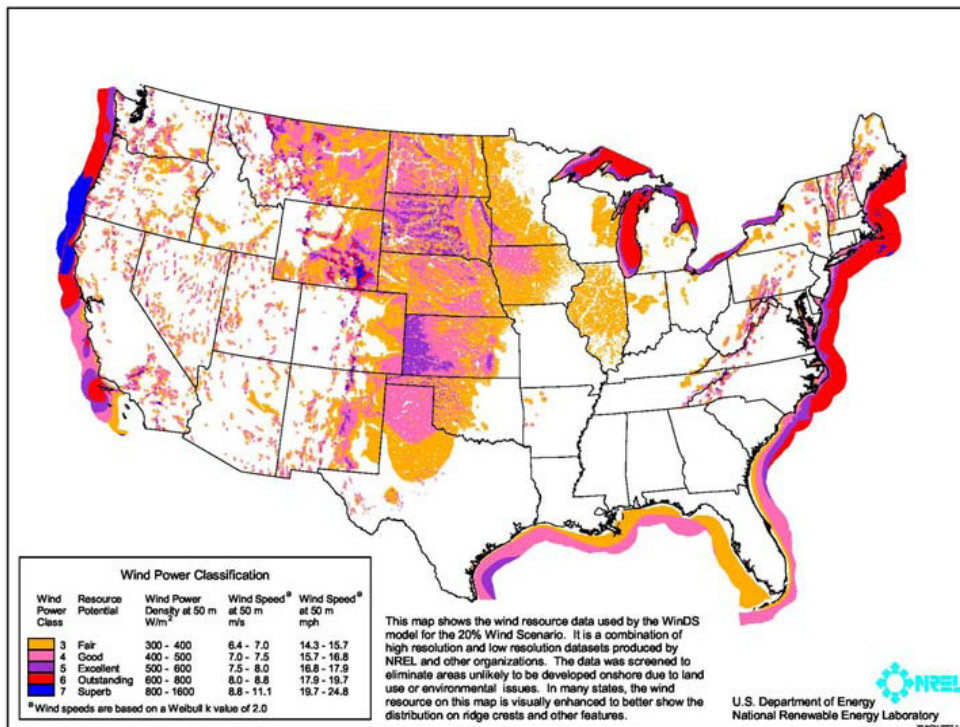 Wind Power Classification
Wind Power Class
Resource Potential
Wind Power Density at 50 m W/m²
Wind Speed ª at 50 m m/s
Wind Speed ª at 50 m mph
3 Fair 300 - 400 6.4 - 7.0 14.3 - 15.7
4 Good 400 - 500 7.0 - 7.5 15.7 - 16.8
5 Excellent 500 - 600 7.5 - 8.0 16.8 - 17.9
6 Outstanding 600 - 800 8.0 - 8.8 17.9 - 19.7
7 Superb 800 - 1600 8.8 - 11.1 19.7 - 24.8
ª Wind speeds are based on a Weibull k value of 2.0
This map shows the wind resource data used by the WinDS
model for the 20% Wind Scenario. It is a combination of
high resolution and low resolution datasets produced by
NREL and other organizations. The data was screened to
eliminate areas unlikely to be developed onshore due to land
use or environmental issues. In many states, the wind
resource on this map is visually enhanced to better show the
distribution on ridge crests and other features.
NREL
U.S. Department of Energy
National Renewable Energy Laboratory